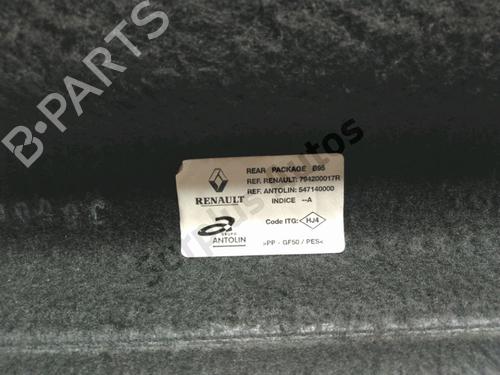 B-PARTS
REAR PACKAGE B95
REF. RENAULT: 794200017R
REF. ANTOLIN: 547140000
INDICE --A
RENAULT
Code ITG: HJ4
GRUPO
ANTOLIN
>PP - GF50 / PES<